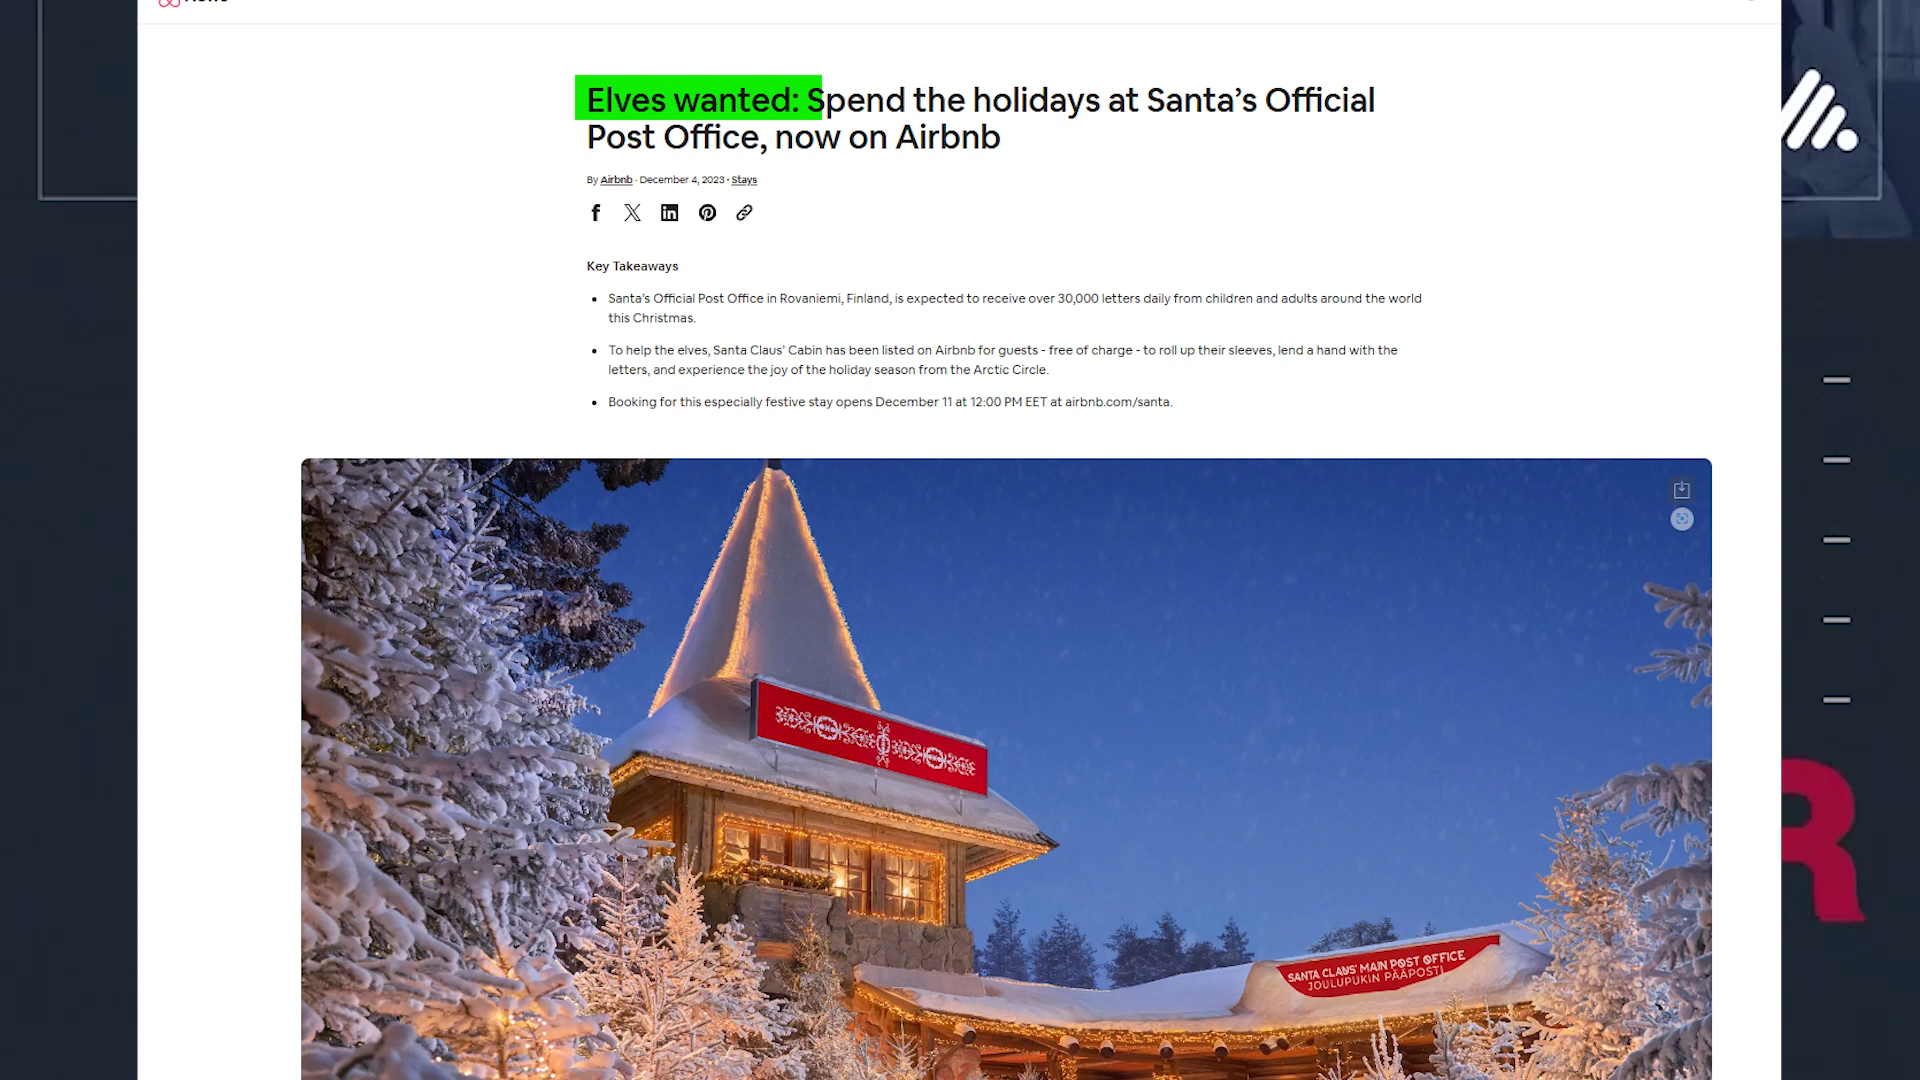 Elves wanted: Spend the holidays at Santa’s Official
Post Office, now on Airbnb
By Airbnb · December 4, 2023 · Stays
Key Takeaways
Santa’s Official Post Office in Rovaniemi, Finland, is expected to receive over 30,000 letters daily from children and adults around the world
this Christmas.
To help the elves, Santa Claus’ Cabin has been listed on Airbnb for guests - free of charge - to roll up their sleeves, lend a hand with the
letters, and experience the joy of the holiday season from the Arctic Circle.
Booking for this especially festive stay opens December 11 at 12:00 PM EET at airbnb.com/santa.
SANTA CLAUS' MAIN POST OFFICE
JOULUPUKIN PÄÄPOSTI
R